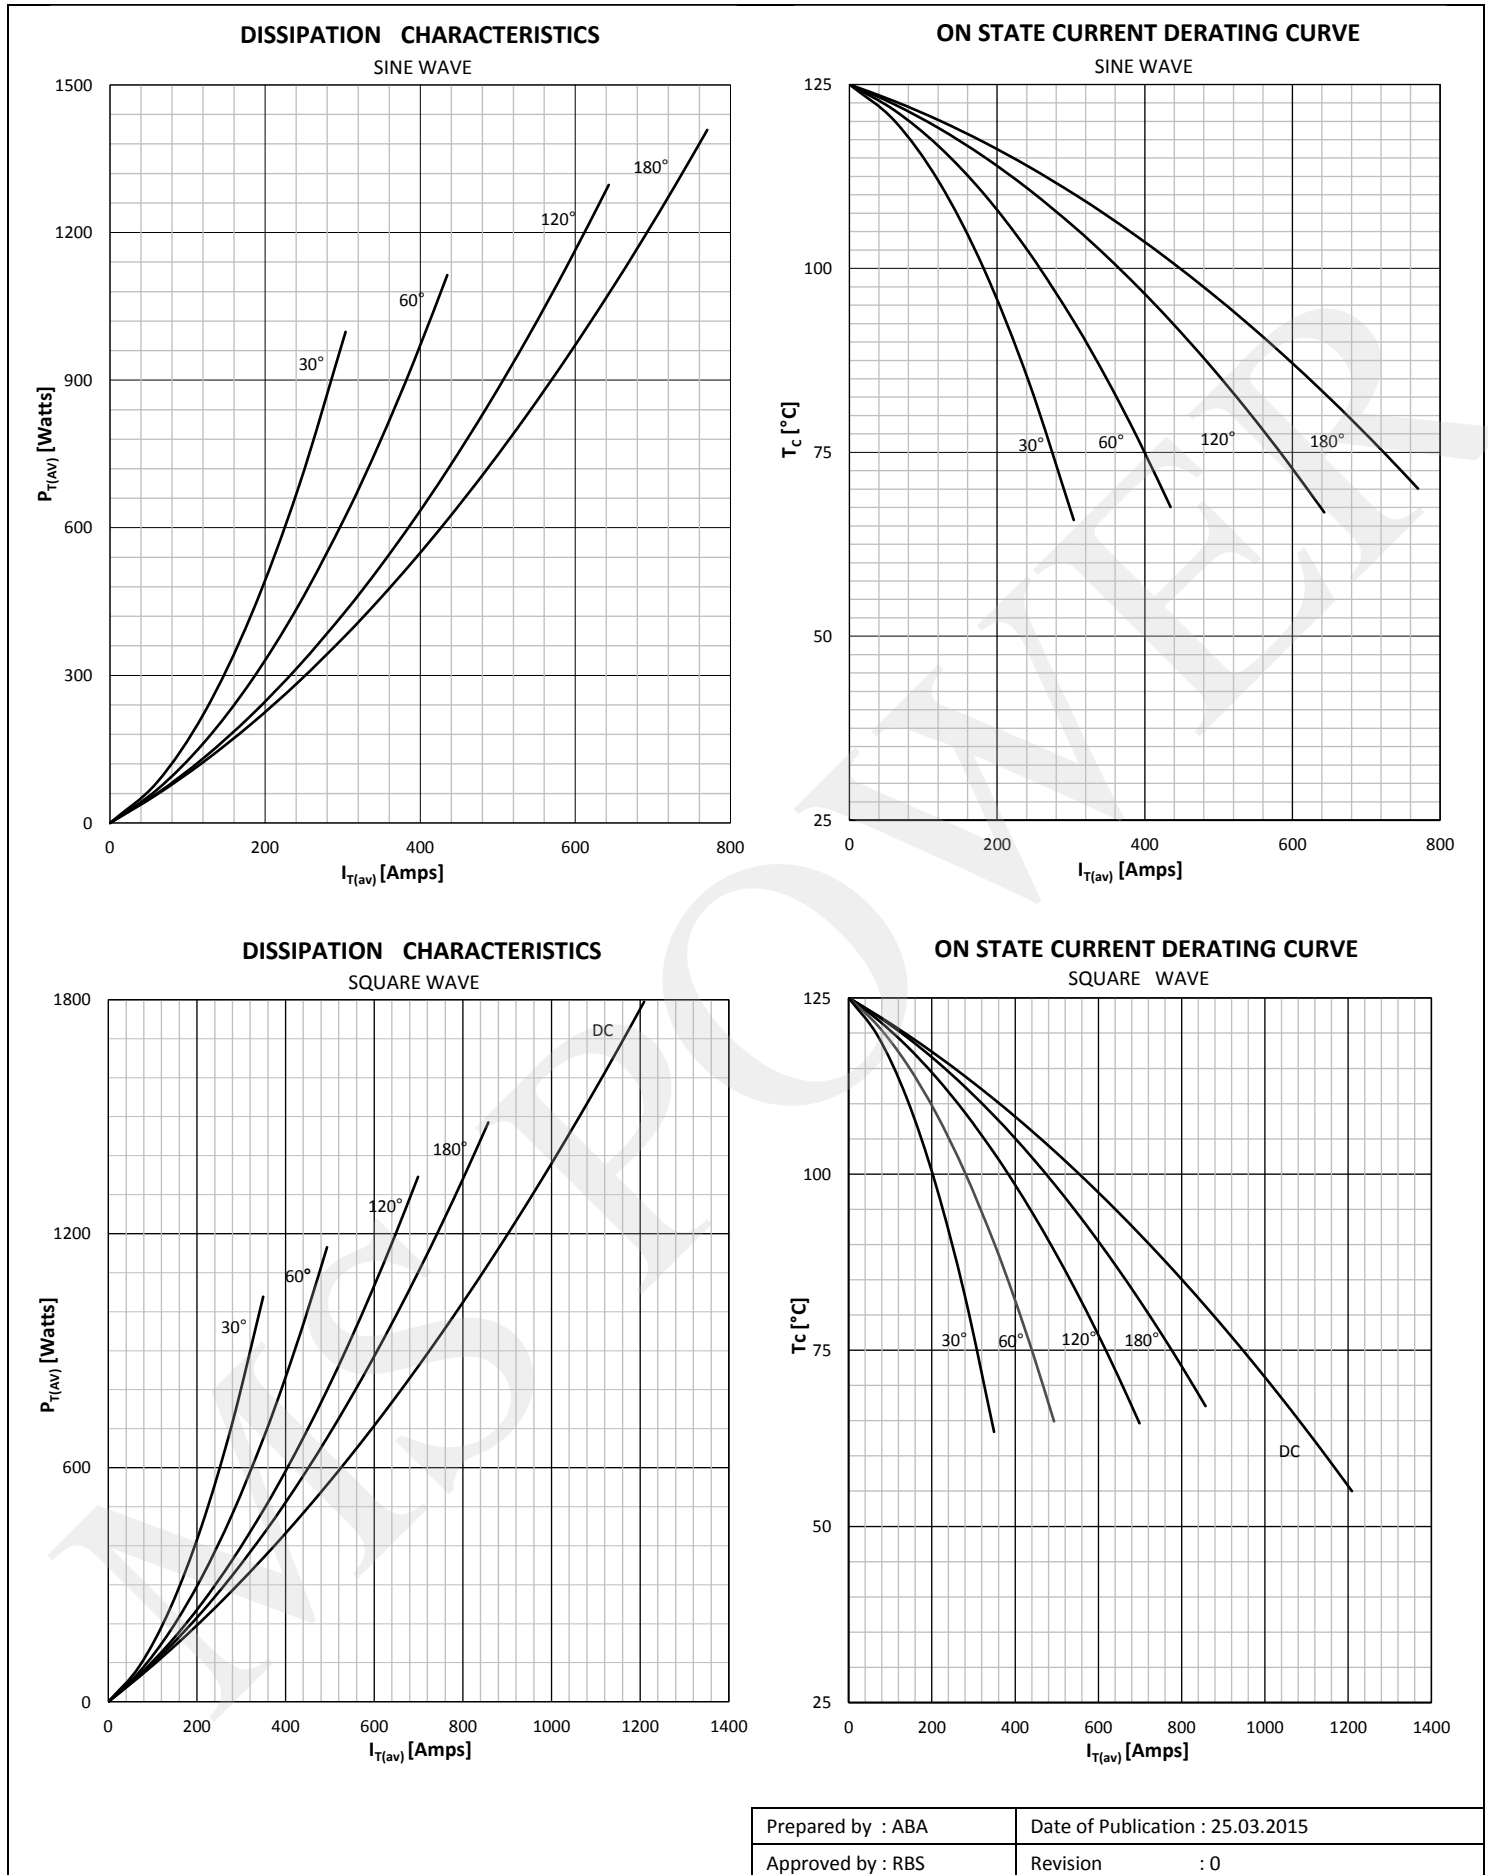 DISSIPATION CHARACTERISTICS
SINE WAVE
1500
1200
900
600
300
0
0 200 400 600 800
P_T(AV) [Watts]
I_T(av) [Amps]
30°
60°
120°
180°
ON STATE CURRENT DERATING CURVE
SINE WAVE
125
100
75
50
25
0 200 400 600 800
T_C [°C]
I_T(av) [Amps]
30°
60°
120°
180°
DISSIPATION CHARACTERISTICS
SQUARE WAVE
1800
1200
600
0
0 200 400 600 800 1000 1200 1400
P_T(AV) [Watts]
I_T(av) [Amps]
30°
60°
120°
180°
DC
ON STATE CURRENT DERATING CURVE
SQUARE WAVE
125
100
75
50
25
0 200 400 600 800 1000 1200 1400
Tc [°C]
I_T(av) [Amps]
30°
60°
120°
180°
DC
MS POWER
Prepared by : ABA
Date of Publication : 25.03.2015
Approved by : RBS
Revision : 0